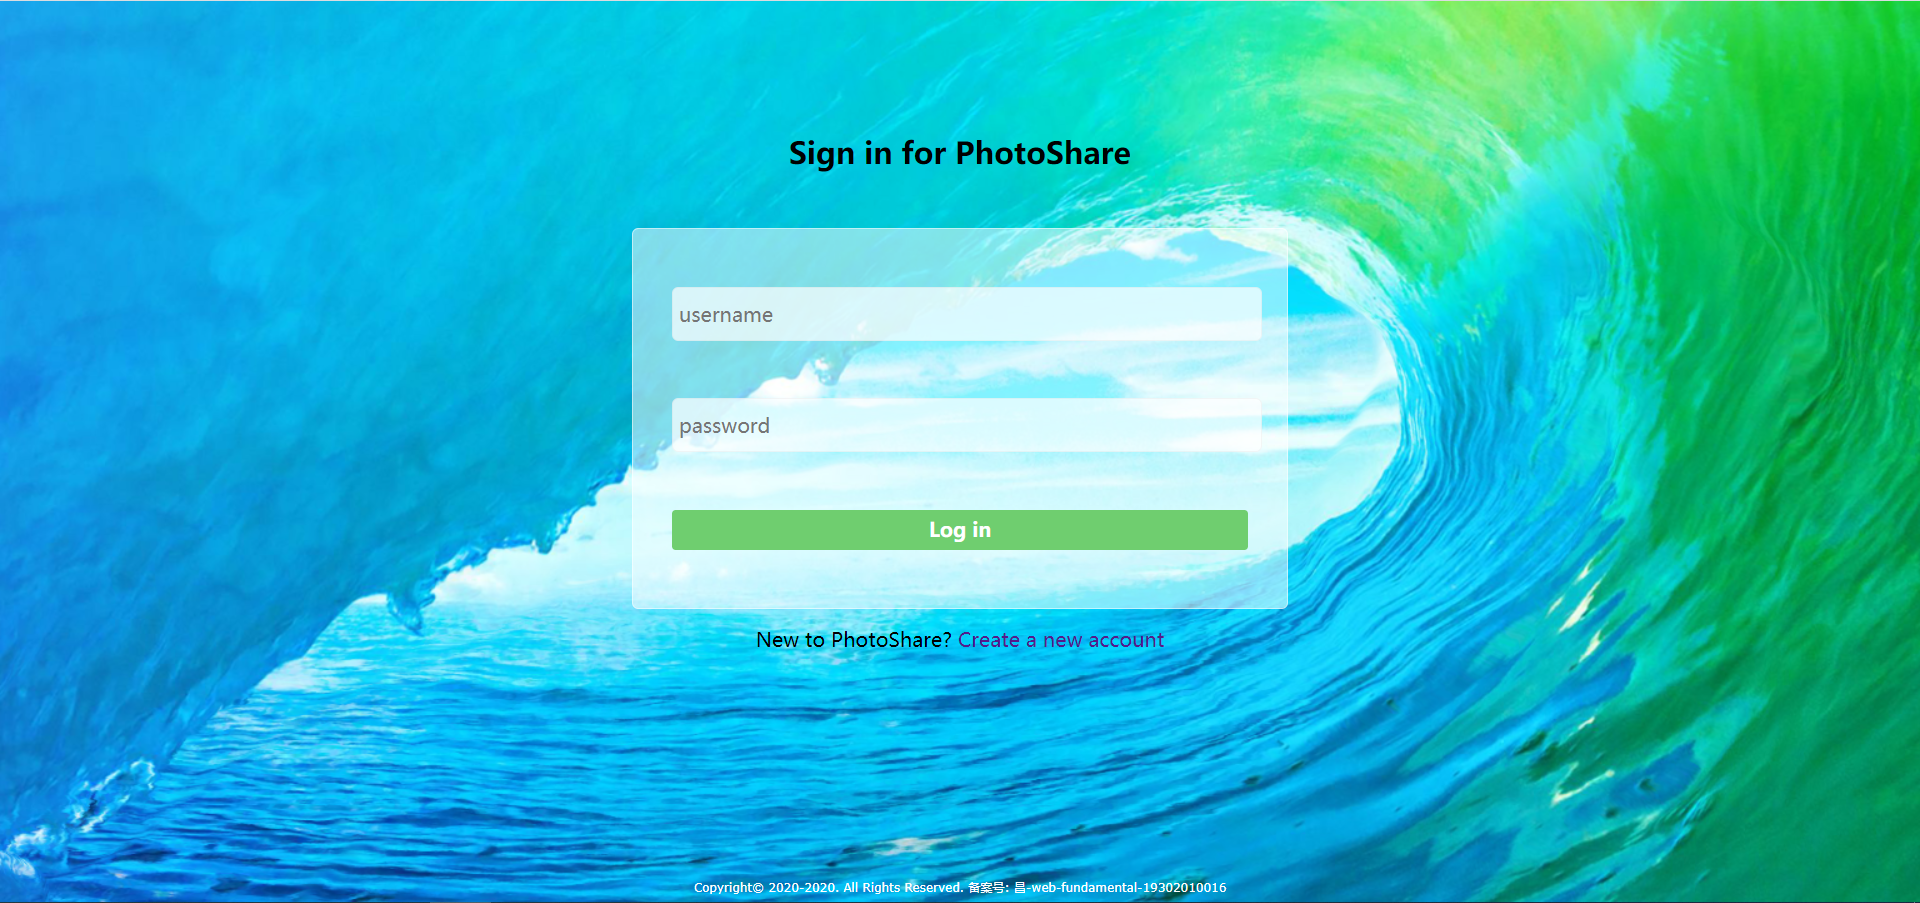 Sign in for PhotoShare
username
password
Log in
New to PhotoShare? Create a new account
Copyright© 2020-2020. All Rights Reserved. 备案号: 昌-web-fundamental-19302010016